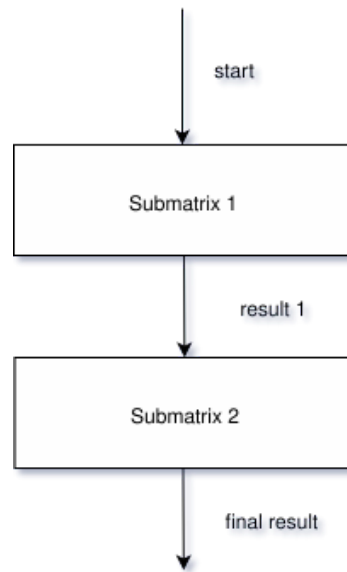 start
Submatrix 1
result 1
Submatrix 2
final result